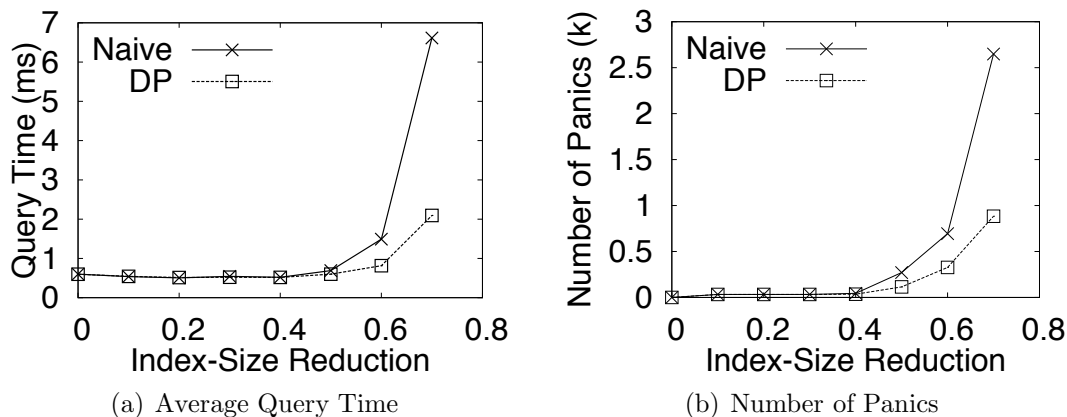 Query Time (ms)
7
6
5
4
3
2
1
0
Naive
DP
0 0.2 0.4 0.6 0.8
Index-Size Reduction
(a) Average Query Time
Number of Panics (k)
3
2.5
2
1.5
1
0.5
0
Naive
DP
0 0.2 0.4 0.6 0.8
Index-Size Reduction
(b) Number of Panics